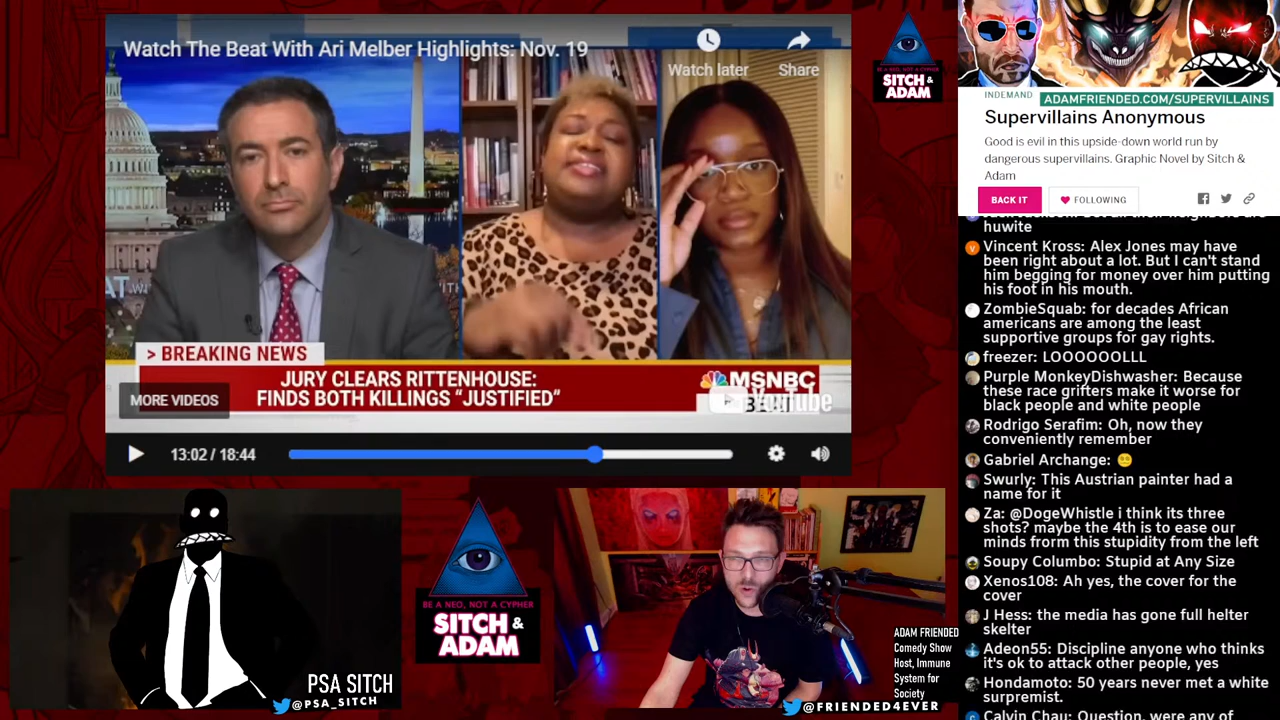 Watch The Beat With Ari Melber Highlights: Nov. 19
Watch later
Share
> BREAKING NEWS
JURY CLEARS RITTENHOUSE:
FINDS BOTH KILLINGS “JUSTIFIED”
MSNBC
YouTube
MORE VIDEOS
13:02 / 18:44
BE A NEO, NOT A CYPHER
SITCH &
ADAM
INDEMAND
ADAMFRIENDED.COM/SUPERVILLAINS
Supervillains Anonymous
Good is evil in this upside-down world run by
dangerous supervillains. Graphic Novel by Sitch &
Adam
BACK IT
FOLLOWING
huwite
Vincent Kross: Alex Jones may have
been right about a lot. But I can't stand
him begging for money over him putting
his foot in his mouth.
ZombieSquab: for decades African
americans are among the least
supportive groups for gay rights.
freezer: LOOOOOOLLL
Purple MonkeyDishwasher: Because
these race grifters make it worse for
black people and white people
Rodrigo Serafim: Oh, now they
conveniently remember
Gabriel Archange:
Swurly: This Austrian painter had a
name for it
Za: @DogeWhistle i think its three
shots? maybe the 4th is to ease our
minds frorm this stupidity from the left
Soupy Columbo: Stupid at Any Size
Xenos108: Ah yes, the cover for the
cover
J Hess: the media has gone full helter
skelter
Adeon55: Discipline anyone who thinks
it's ok to attack other people, yes
Hondamoto: 50 years never met a white
surpremist.
Calvin Chau: Question, were any of
PSA SITCH
@PSA_SITCH
BE A NEO, NOT A CYPHER
SITCH &
ADAM
ADAM FRIENDED
Comedy Show
Host, Immune
System for
Society
@FRIENDED4EVER